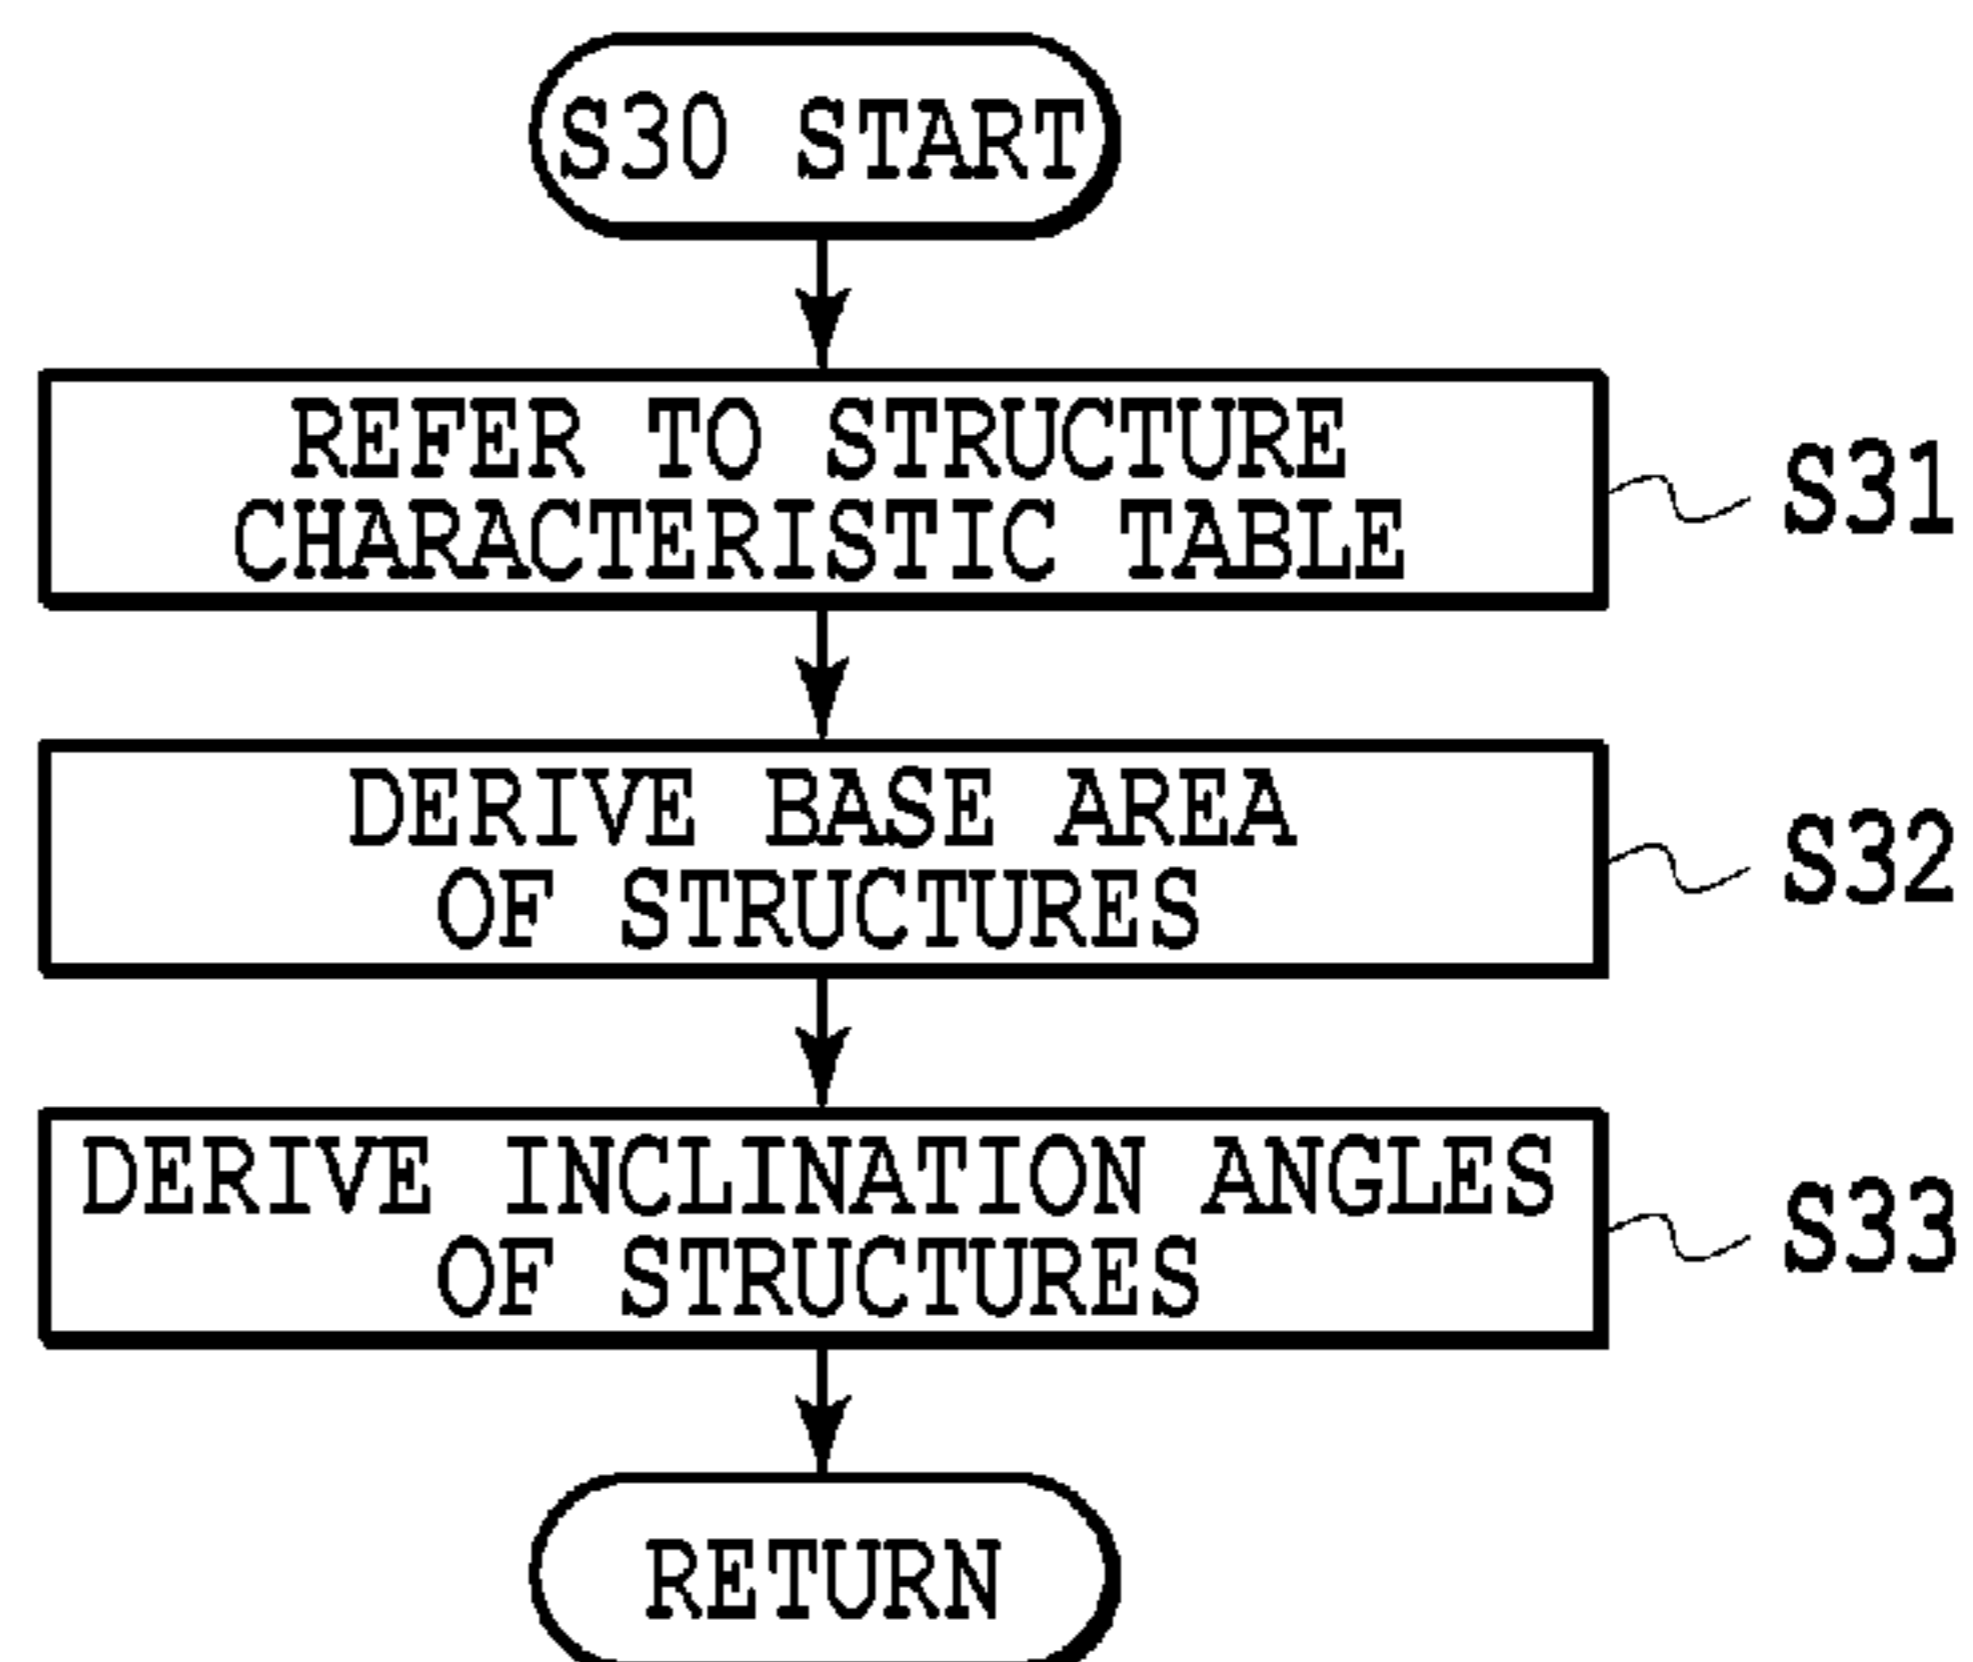 S30 START
REFER TO STRUCTURE
CHARACTERISTIC TABLE
S31
DERIVE BASE AREA
OF STRUCTURES
S32
DERIVE INCLINATION ANGLES
OF STRUCTURES
S33
RETURN